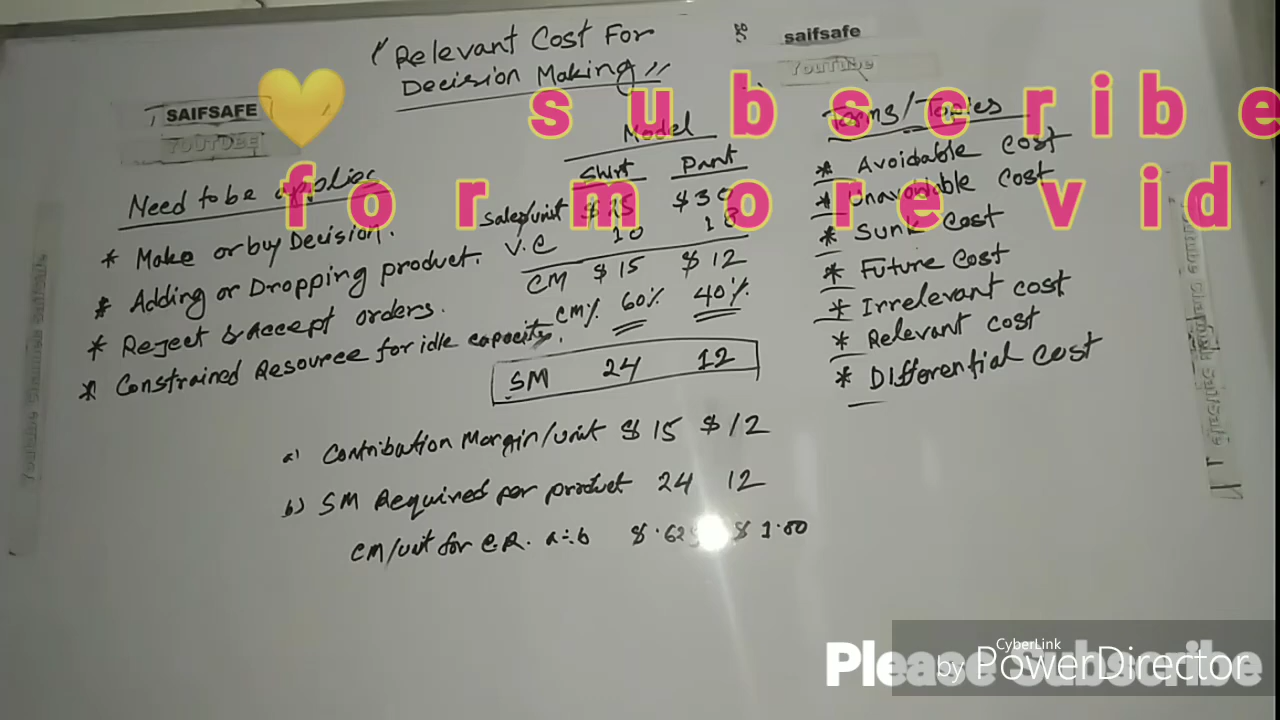 "Relevant Cost For
Decision Making"
saifsafe
YouTube
SAIFSAFE
YOUTUBE
subscribe
for more vid
Need to be applied
* Make or buy Decision.
* Adding or Dropping product.
* Reject & Accept orders.
* Constrained Resource for idle capacity.
Model
Shirt Pant
sales/unit $ 25 $ 30
V.C 10 18
CM $ 15 $ 12
CM% 60% 40%
SM 24 12
a) Contribution Margin/unit $ 15 $ 12
b) SM Required per product 24 12
CM/unit for C.R. a÷b $ .625 $ 1.00
Terms/Topics
* Avoidable cost
* Unavoidable cost
* Sunk cost
* Future cost
* Irrelevant cost
* Relevant cost
* Differential cost
Please Subscribe
CyberLink
by PowerDirector